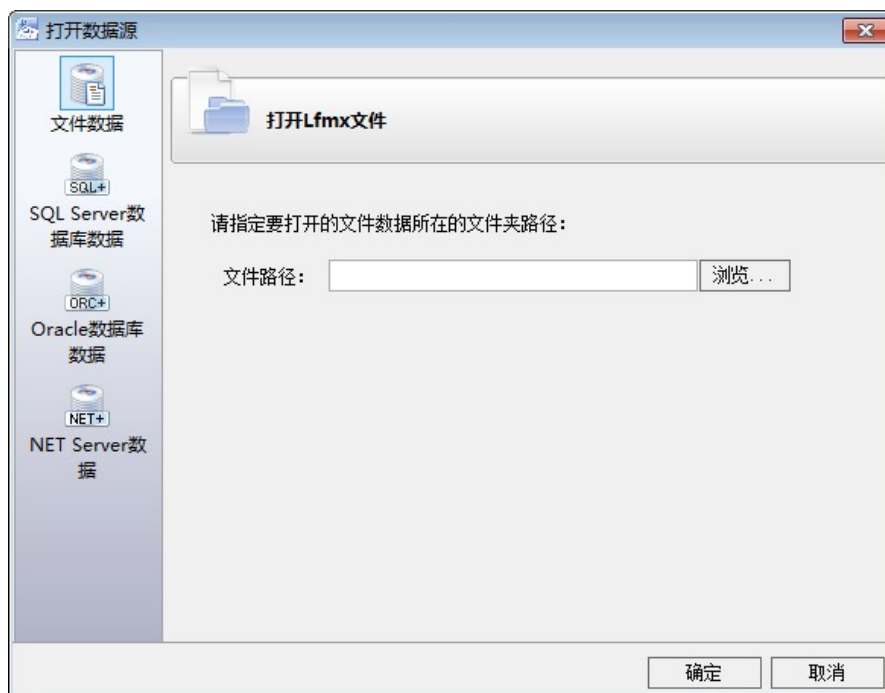 打开数据源
文件数据
SQL+
SQL Server数
据库数据
ORC+
Oracle数据库
数据
NET+
NET Server数
据
打开Lfmx文件
请指定要打开的文件数据所在的文件夹路径：
文件路径： 浏览...
确定 取消